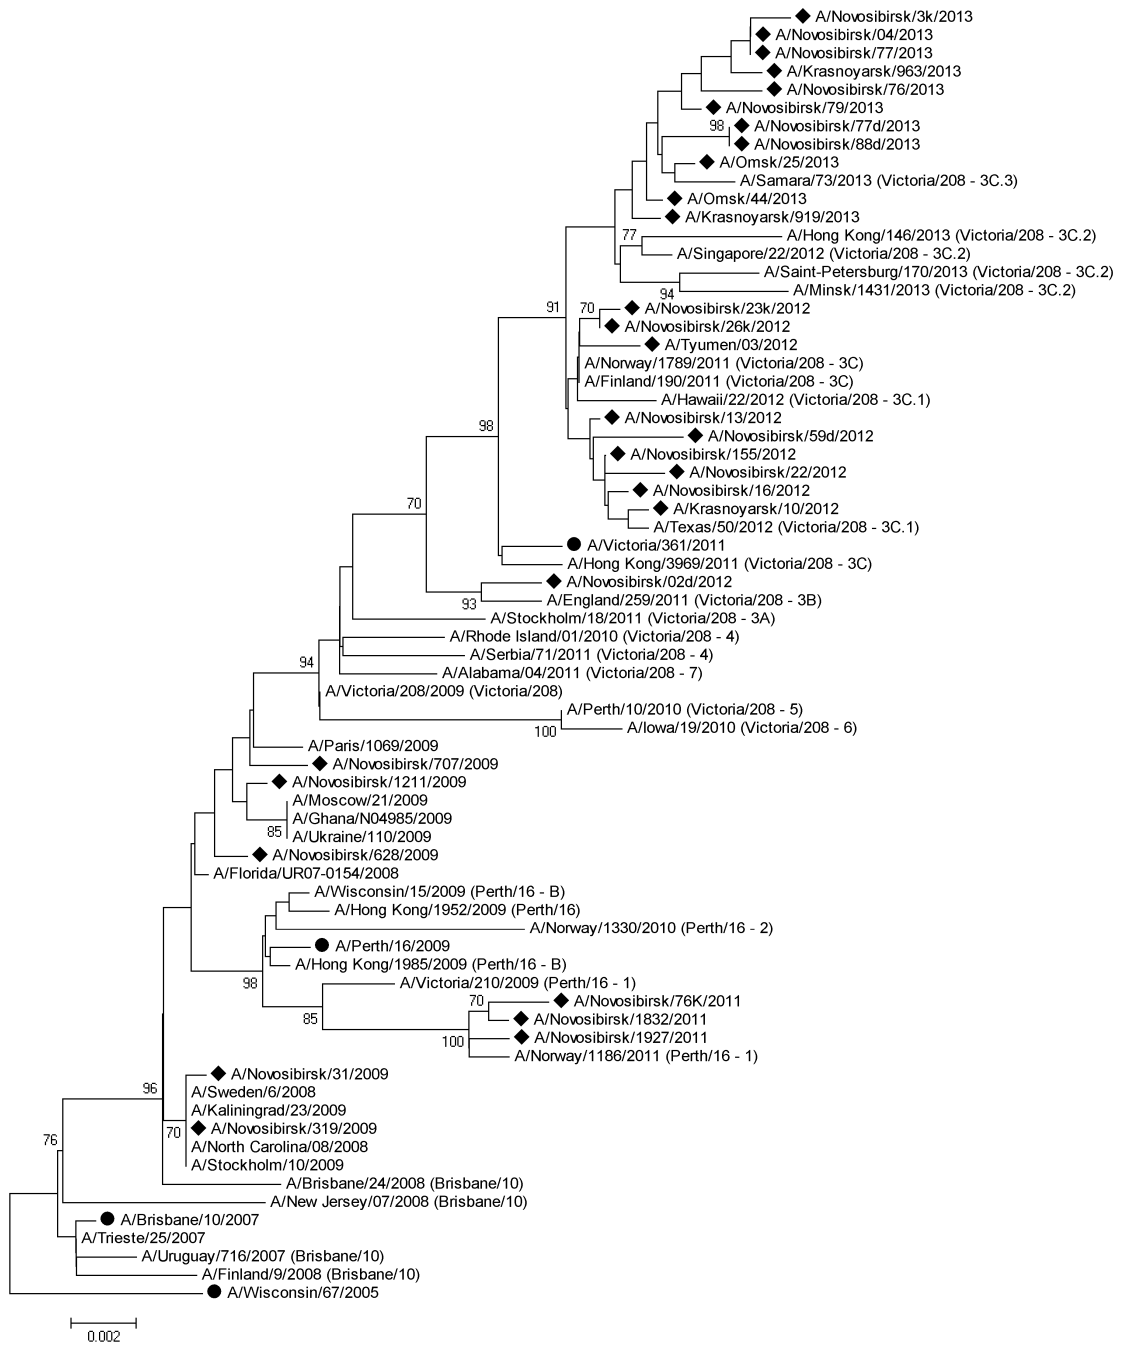 A/Novosibirsk/3k/2013
A/Novosibirsk/04/2013
A/Novosibirsk/77/2013
A/Krasnoyarsk/963/2013
A/Novosibirsk/76/2013
A/Novosibirsk/79/2013
98 A/Novosibirsk/77d/2013
A/Novosibirsk/88d/2013
A/Omsk/25/2013
A/Samara/73/2013 (Victoria/208 - 3C.3)
A/Omsk/44/2013
A/Krasnoyarsk/919/2013
77 A/Hong Kong/146/2013 (Victoria/208 - 3C.2)
A/Singapore/22/2012 (Victoria/208 - 3C.2)
A/Saint-Petersburg/170/2013 (Victoria/208 - 3C.2)
94 A/Minsk/1431/2013 (Victoria/208 - 3C.2)
91 70 A/Novosibirsk/23k/2012
A/Novosibirsk/26k/2012
A/Tyumen/03/2012
A/Norway/1789/2011 (Victoria/208 - 3C)
A/Finland/190/2011 (Victoria/208 - 3C)
A/Hawaii/22/2012 (Victoria/208 - 3C.1)
98 A/Novosibirsk/13/2012
A/Novosibirsk/59d/2012
A/Novosibirsk/155/2012
A/Novosibirsk/22/2012
A/Novosibirsk/16/2012
70 A/Krasnoyarsk/10/2012
A/Texas/50/2012 (Victoria/208 - 3C.1)
A/Victoria/361/2011
A/Hong Kong/3969/2011 (Victoria/208 - 3C)
A/Novosibirsk/02d/2012
93 A/England/259/2011 (Victoria/208 - 3B)
A/Stockholm/18/2011 (Victoria/208 - 3A)
A/Rhode Island/01/2010 (Victoria/208 - 4)
A/Serbia/71/2011 (Victoria/208 - 4)
94 A/Alabama/04/2011 (Victoria/208 - 7)
A/Victoria/208/2009 (Victoria/208)
A/Perth/10/2010 (Victoria/208 - 5)
100 A/Iowa/19/2010 (Victoria/208 - 6)
A/Paris/1069/2009
A/Novosibirsk/707/2009
A/Novosibirsk/1211/2009
A/Moscow/21/2009
A/Ghana/N04985/2009
85 A/Ukraine/110/2009
A/Novosibirsk/628/2009
A/Florida/UR07-0154/2008
A/Wisconsin/15/2009 (Perth/16 - B)
A/Hong Kong/1952/2009 (Perth/16)
A/Norway/1330/2010 (Perth/16 - 2)
A/Perth/16/2009
A/Hong Kong/1985/2009 (Perth/16 - B)
98 A/Victoria/210/2009 (Perth/16 - 1)
70 A/Novosibirsk/76K/2011
85 A/Novosibirsk/1832/2011
A/Novosibirsk/1927/2011
100 A/Norway/1186/2011 (Perth/16 - 1)
A/Novosibirsk/31/2009
96 A/Sweden/6/2008
A/Kaliningrad/23/2009
70 A/Novosibirsk/319/2009
76 A/North Carolina/08/2008
A/Stockholm/10/2009
A/Brisbane/24/2008 (Brisbane/10)
A/New Jersey/07/2008 (Brisbane/10)
A/Brisbane/10/2007
A/Trieste/25/2007
A/Uruguay/716/2007 (Brisbane/10)
A/Finland/9/2008 (Brisbane/10)
A/Wisconsin/67/2005
0.002